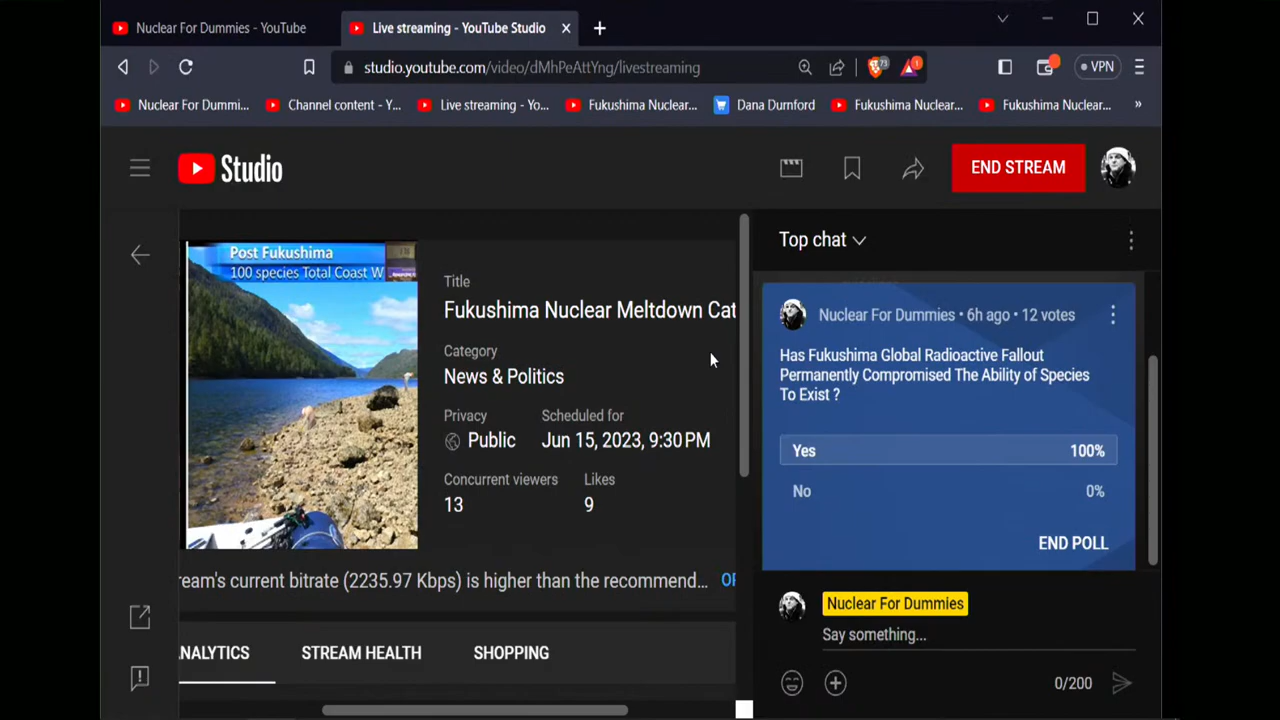 Nuclear For Dummies - YouTube
Live streaming - YouTube Studio
studio.youtube.com/video/dMhPeAttYng/livestreaming
73
1
VPN
Nuclear For Dummi...
Channel content - Y...
Live streaming - Yo...
Fukushima Nuclear...
Dana Durnford
Fukushima Nuclear...
Fukushima Nuclear...
Studio
END STREAM
Post Fukushima
100 species Total Coast W
Title
Fukushima Nuclear Meltdown Cat
Category
News & Politics
Privacy
Scheduled for
Public
Jun 15, 2023, 9:30 PM
Concurrent viewers
Likes
13
9
ream's current bitrate (2235.97 Kbps) is higher than the recommend...
NALYTICS
STREAM HEALTH
SHOPPING
Top chat
Nuclear For Dummies • 6h ago • 12 votes
Has Fukushima Global Radioactive Fallout
Permanently Compromised The Ability of Species
To Exist ?
Yes 100%
No 0%
END POLL
Nuclear For Dummies
Say something...
0/200